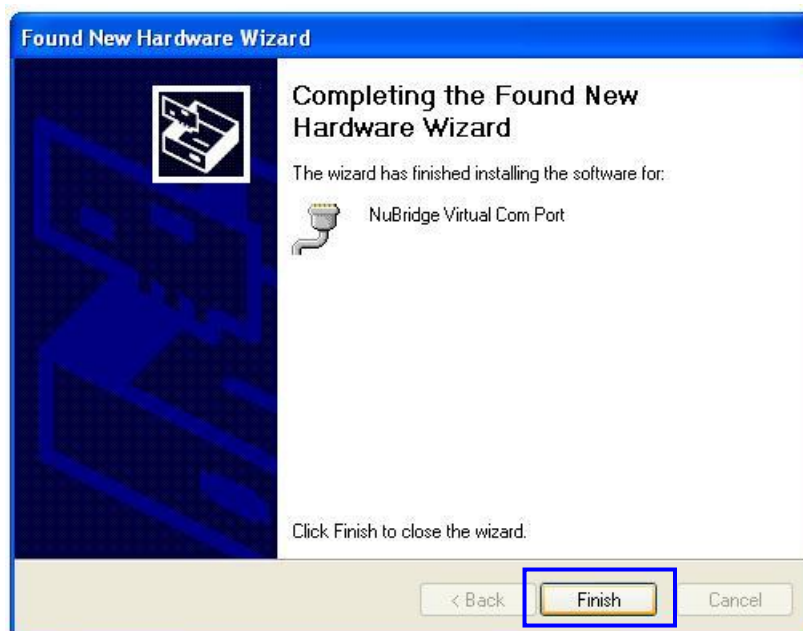 Found New Hardware Wizard
Completing the Found New
Hardware Wizard
The wizard has finished installing the software for:
NuBridge Virtual Com Port
Click Finish to close the wizard.
< Back Finish Cancel